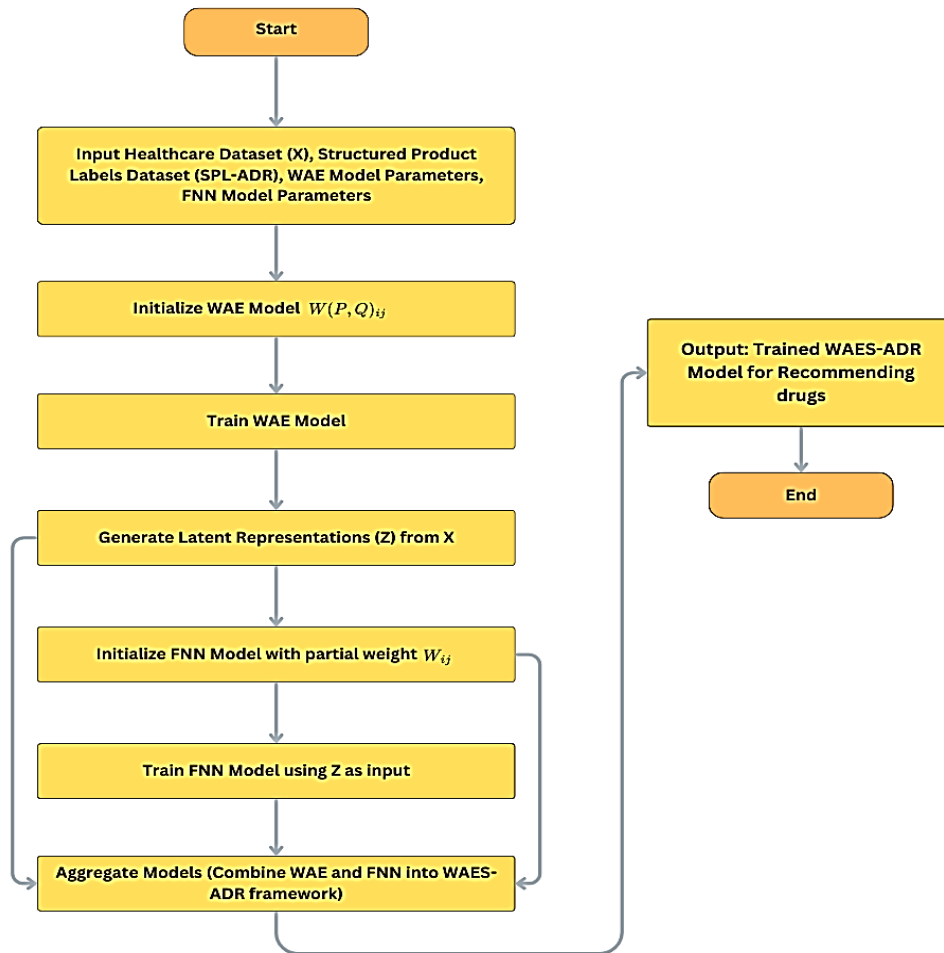 Start
Input Healthcare Dataset (X), Structured Product
Labels Dataset (SPL-ADR), WAE Model Parameters,
FNN Model Parameters
Initialize WAE Model W(P,Q)ij
Train WAE Model
Generate Latent Representations (Z) from X
Initialize FNN Model with partial weight Wij
Train FNN Model using Z as input
Aggregate Models (Combine WAE and FNN into WAES-
ADR framework)
Output: Trained WAES-ADR
Model for Recommending
drugs
End